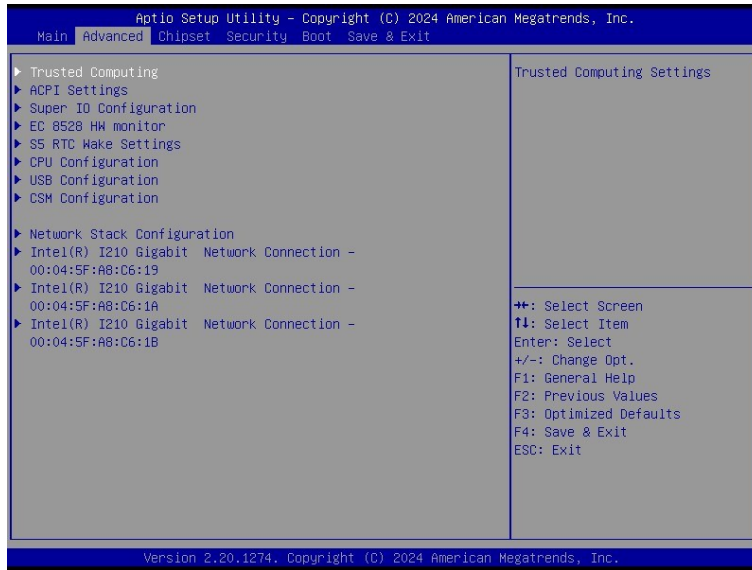 Aptio Setup Utility – Copyright (C) 2024 American Megatrends, Inc.
Main Advanced Chipset Security Boot Save & Exit
▶ Trusted Computing
▶ ACPI Settings
▶ Super IO Configuration
▶ EC 8528 HW monitor
▶ S5 RTC Wake Settings
▶ CPU Configuration
▶ USB Configuration
▶ CSM Configuration
▶ Network Stack Configuration
▶ Intel(R) I210 Gigabit  Network Connection –
00:04:5F:A8:C6:19
▶ Intel(R) I210 Gigabit  Network Connection –
00:04:5F:A8:C6:1A
▶ Intel(R) I210 Gigabit  Network Connection –
00:04:5F:A8:C6:1B
Trusted Computing Settings
→←: Select Screen
↑↓: Select Item
Enter: Select
+/-: Change Opt.
F1: General Help
F2: Previous Values
F3: Optimized Defaults
F4: Save & Exit
ESC: Exit
Version 2.20.1274. Copyright (C) 2024 American Megatrends, Inc.